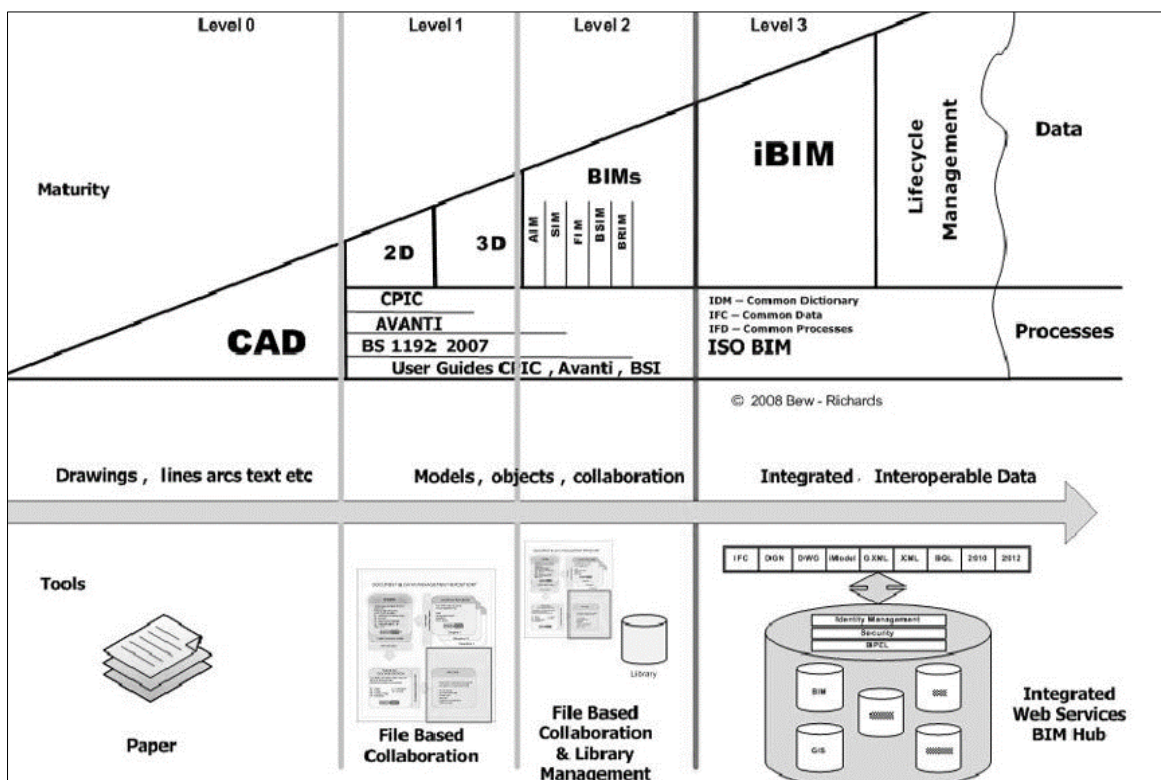 Level 0
Level 1
Level 2
Level 3
Maturity
CAD
2D
3D
BIMs
AIM
SIM
FIM
BSIM
BRIM
iBIM
Lifecycle
Management
Data
CPIC
AVANTI
BS 1192: 2007
User Guides CPIC , Avanti , BSI
IDM – Common Dictionary
IFC – Common Data
IFD – Common Processes
ISO BIM
Processes
© 2008 Bew - Richards
Drawings , lines arcs text etc
Models , objects , collaboration
Integrated , Interoperable Data
Tools
Paper
File Based
Collaboration
Library
File Based
Collaboration
& Library
Management
IFC DGN DWG iModel GXML XML SQL 2010 2012
Identity Management
Security
BPEL
BIM
GIS
Integrated
Web Services
BIM Hub